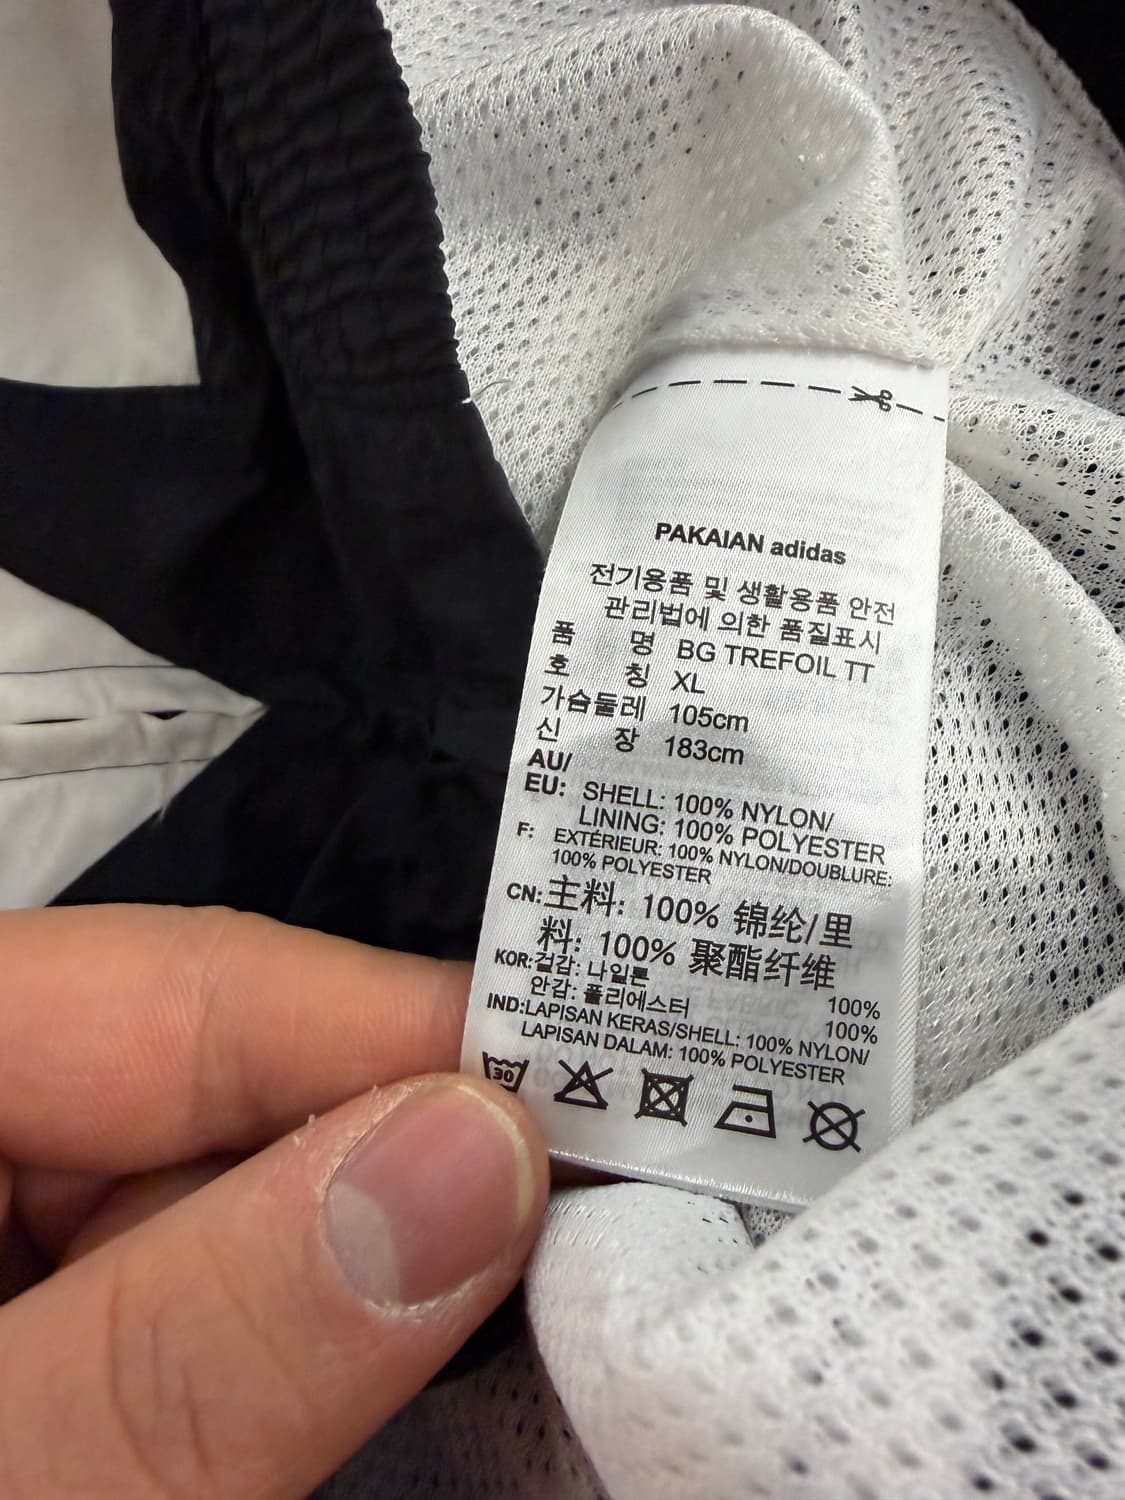 PAKAIAN adidas
전기용품 및 생활용품 안전
관리법에 의한 품질표시
품 명 BG TREFOIL TT
호 칭 XL
가슴둘레 105cm
신 장 183cm
AU/
EU: SHELL: 100% NYLON/
LINING: 100% POLYESTER
F: EXTÉRIEUR: 100% NYLON/DOUBLURE:
100% POLYESTER
CN: 主料: 100% 锦纶/里
料: 100% 聚酯纤维
KOR: 겉감: 나일론 100%
안감: 폴리에스터 100%
IND: LAPISAN KERAS/SHELL: 100% NYLON/
LAPISAN DALAM: 100% POLYESTER
30